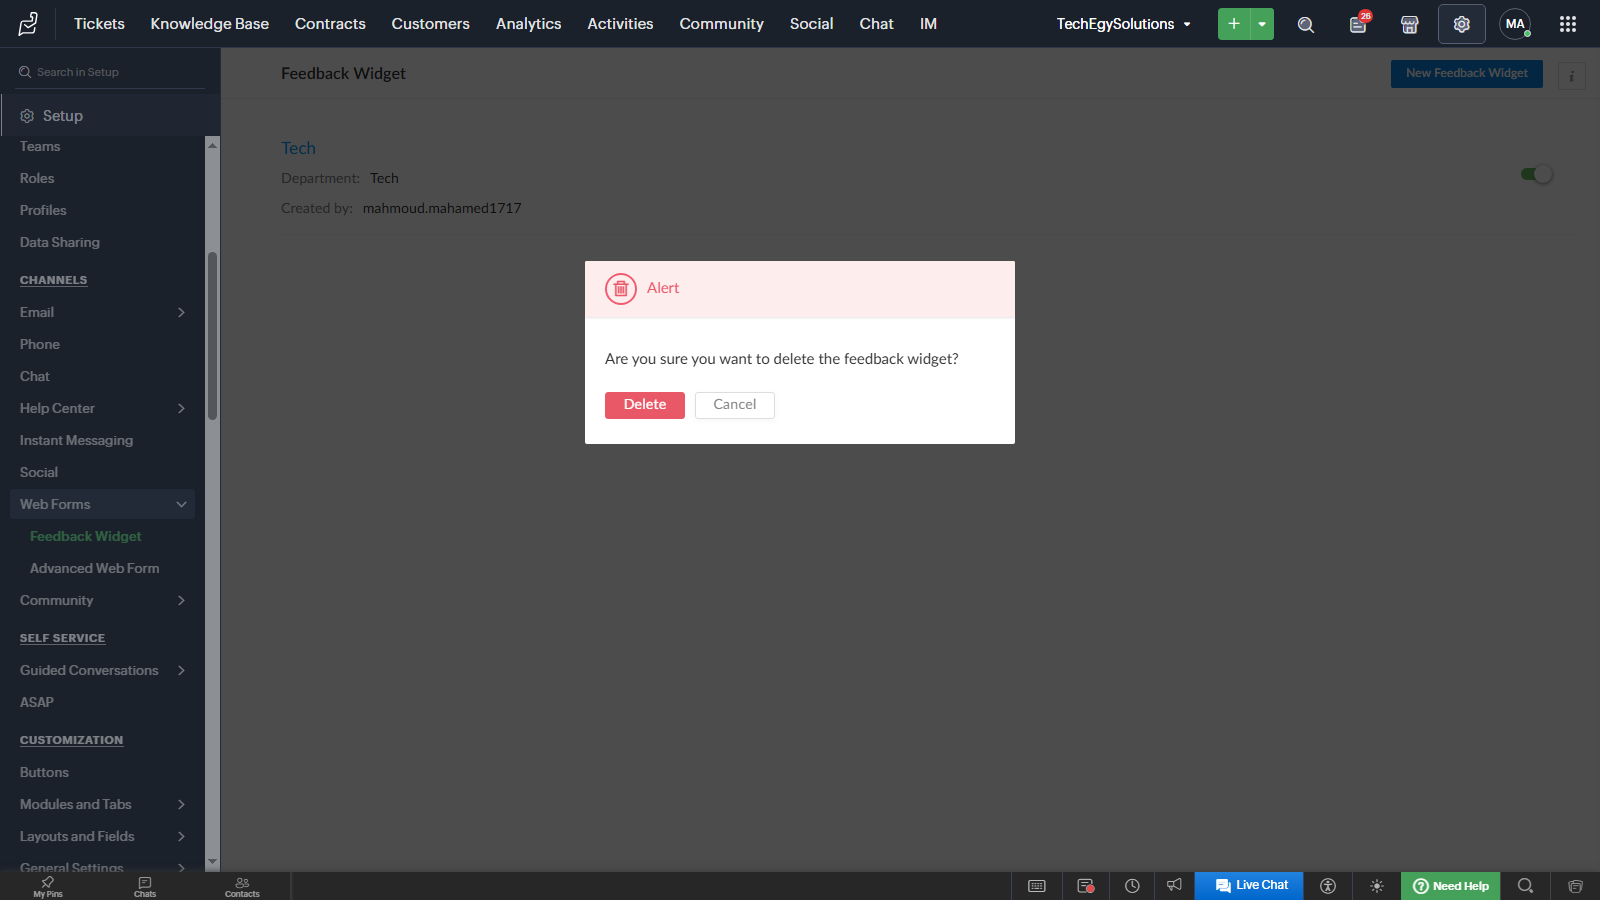 Tickets
Knowledge Base
Contracts
Customers
Analytics
Activities
Community
Social
Chat
IM
TechEgySolutions
26
MA
Search in Setup
Setup
Teams
Roles
Profiles
Data Sharing
CHANNELS
Email
Phone
Chat
Help Center
Instant Messaging
Social
Web Forms
Feedback Widget
Advanced Web Form
Community
SELF SERVICE
Guided Conversations
ASAP
CUSTOMIZATION
Buttons
Modules and Tabs
Layouts and Fields
General Settings
Feedback Widget
New Feedback Widget
i
Tech
Department: Tech
Created by: mahmoud.mahamed1717
Alert
Are you sure you want to delete the feedback widget?
Delete
Cancel
My Pins
Chats
Contacts
Live Chat
Need Help